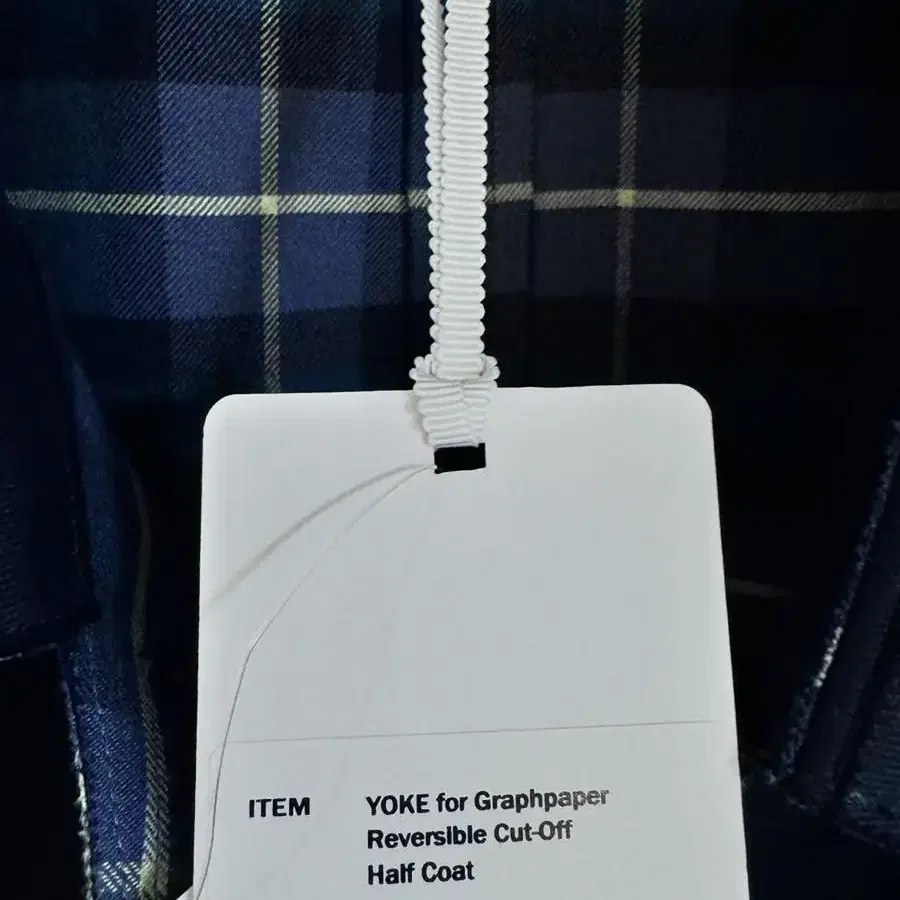 ITEM YOKE for Graphpaper
Reversible Cut-Off
Half Coat